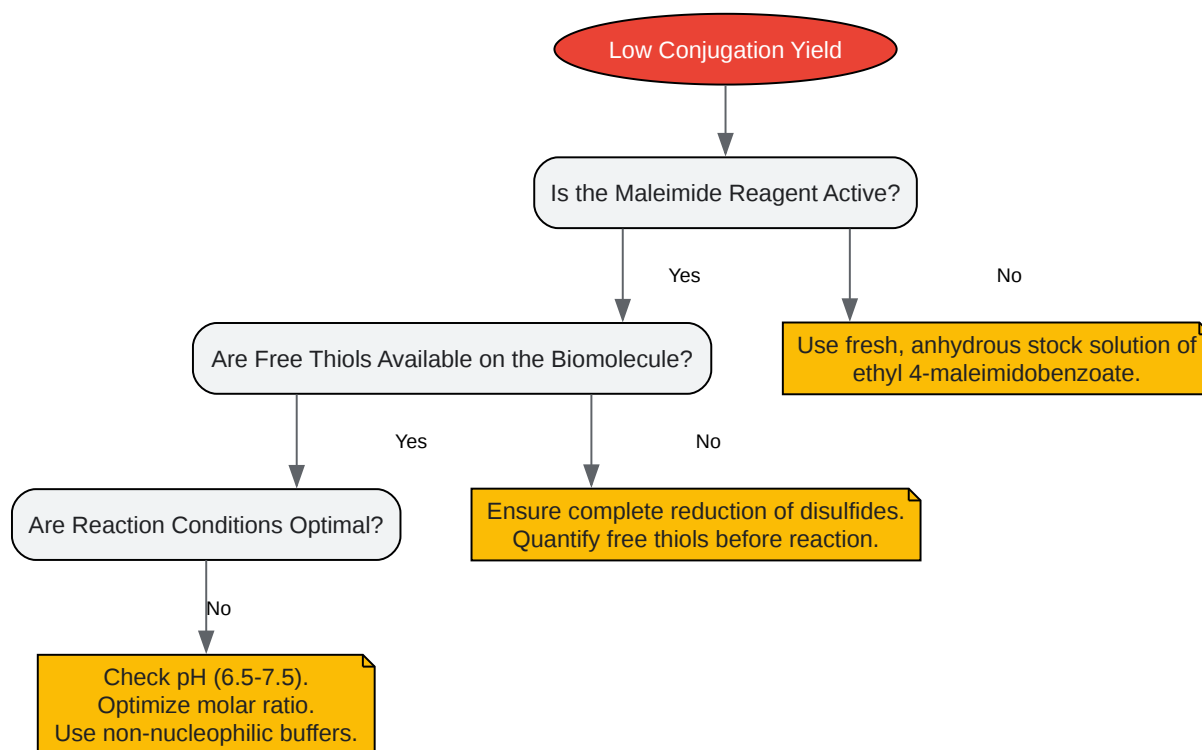 Low Conjugation Yield
Is the Maleimide Reagent Active?
Yes
No
Are Free Thiols Available on the Biomolecule?
Use fresh, anhydrous stock solution of
ethyl 4-maleimidobenzoate.
Yes
No
Are Reaction Conditions Optimal?
Ensure complete reduction of disulfides.
Quantify free thiols before reaction.
No
Check pH (6.5-7.5).
Optimize molar ratio.
Use non-nucleophilic buffers.